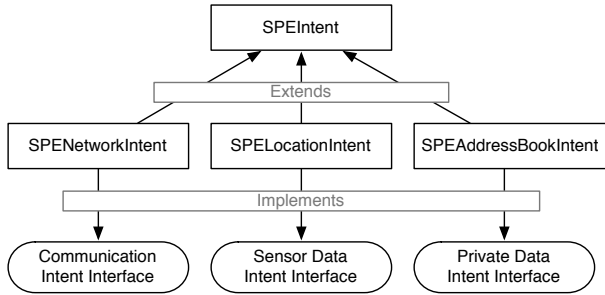 SPEIntent
Extends
SPENetworkIntent
SPELocationIntent
SPEAddressBookIntent
Implements
Communication
Intent Interface
Sensor Data
Intent Interface
Private Data
Intent Interface